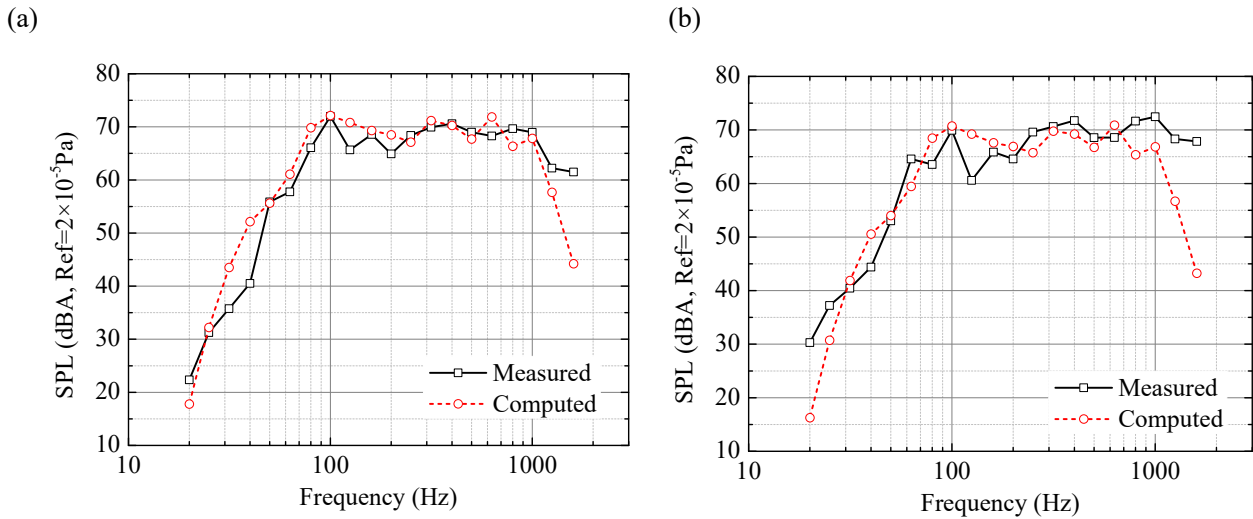 (a)
80
70
60
50
40
30
20
10
SPL (dBA, Ref=2×10⁻⁵Pa)
Measured
Computed
10 100 1000
Frequency (Hz)
(b)
80
70
60
50
40
30
20
10
SPL (dBA, Ref=2×10⁻⁵Pa)
Measured
Computed
10 100 1000
Frequency (Hz)